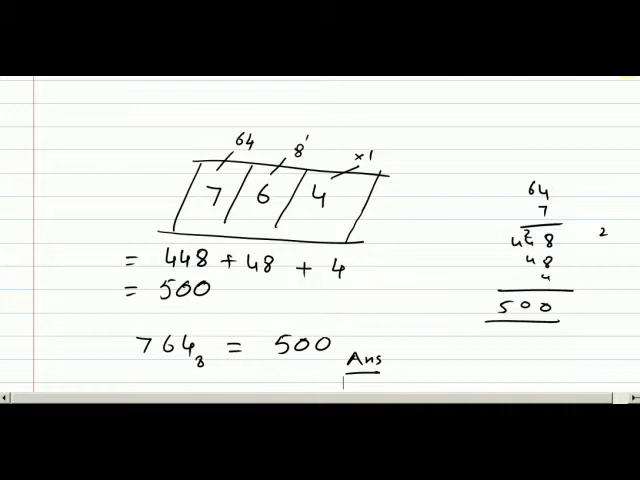 64 8' ×1
7 6 4
= 448 + 48 + 4
= 500
764₈ = 500
Ans
64
7
448 2
2
48
4
500